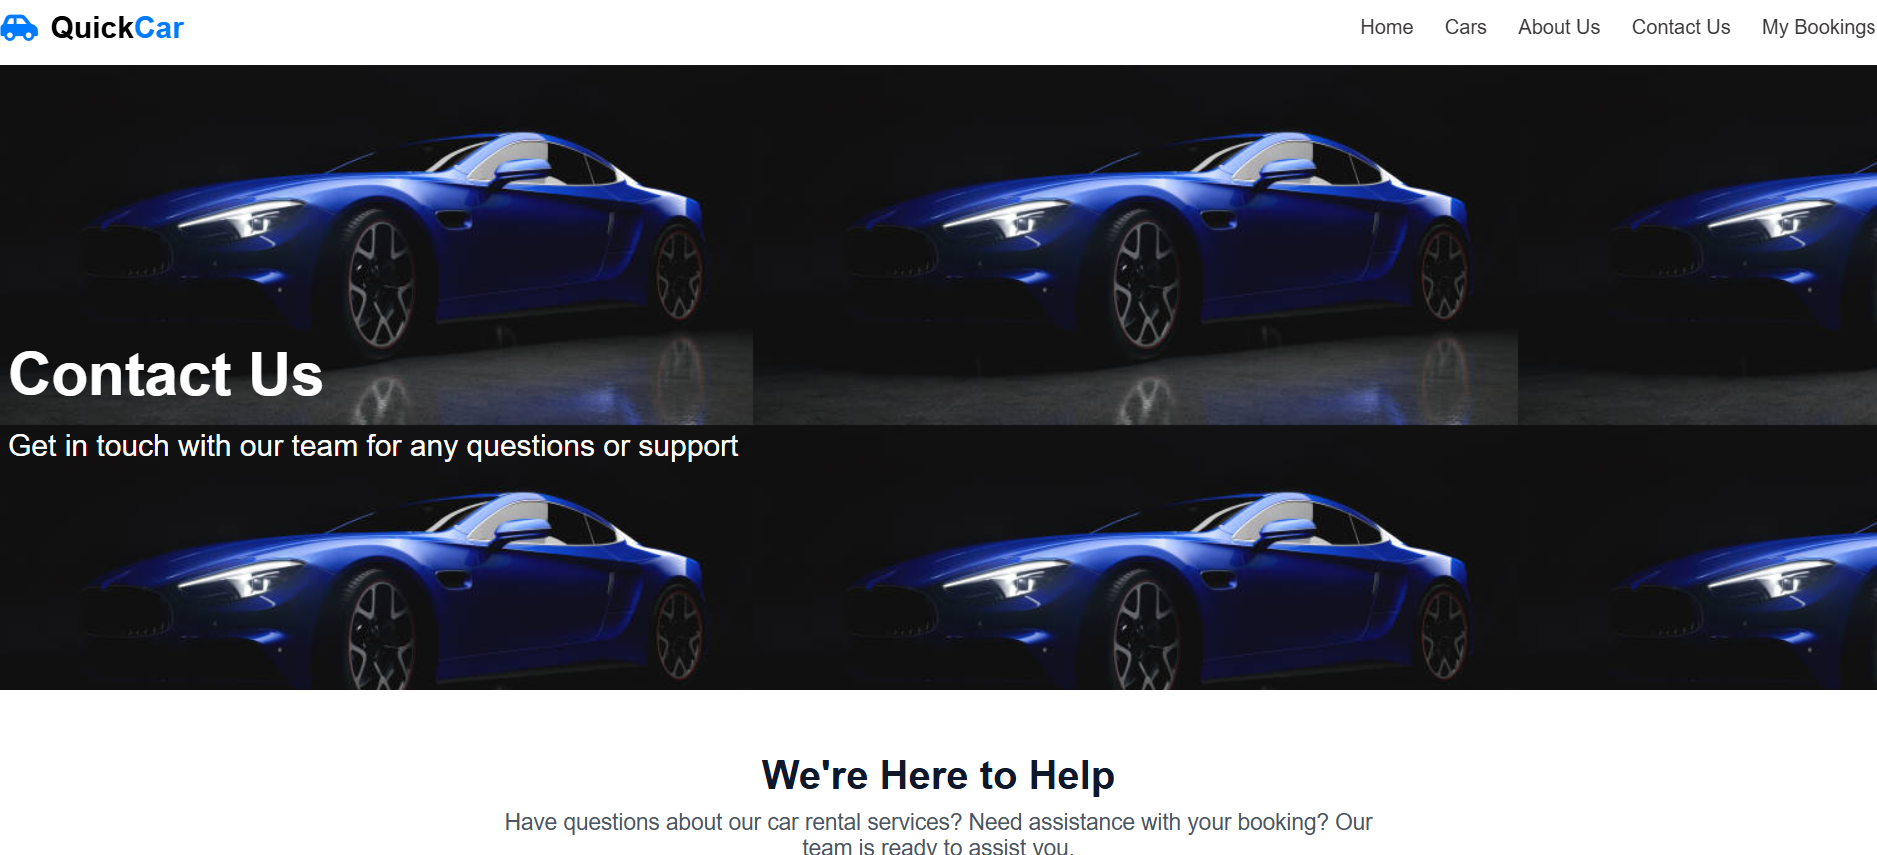 QuickCar
Home Cars About Us Contact Us My Bookings
Contact Us
Get in touch with our team for any questions or support
We're Here to Help
Have questions about our car rental services? Need assistance with your booking? Our
team is ready to assist you.